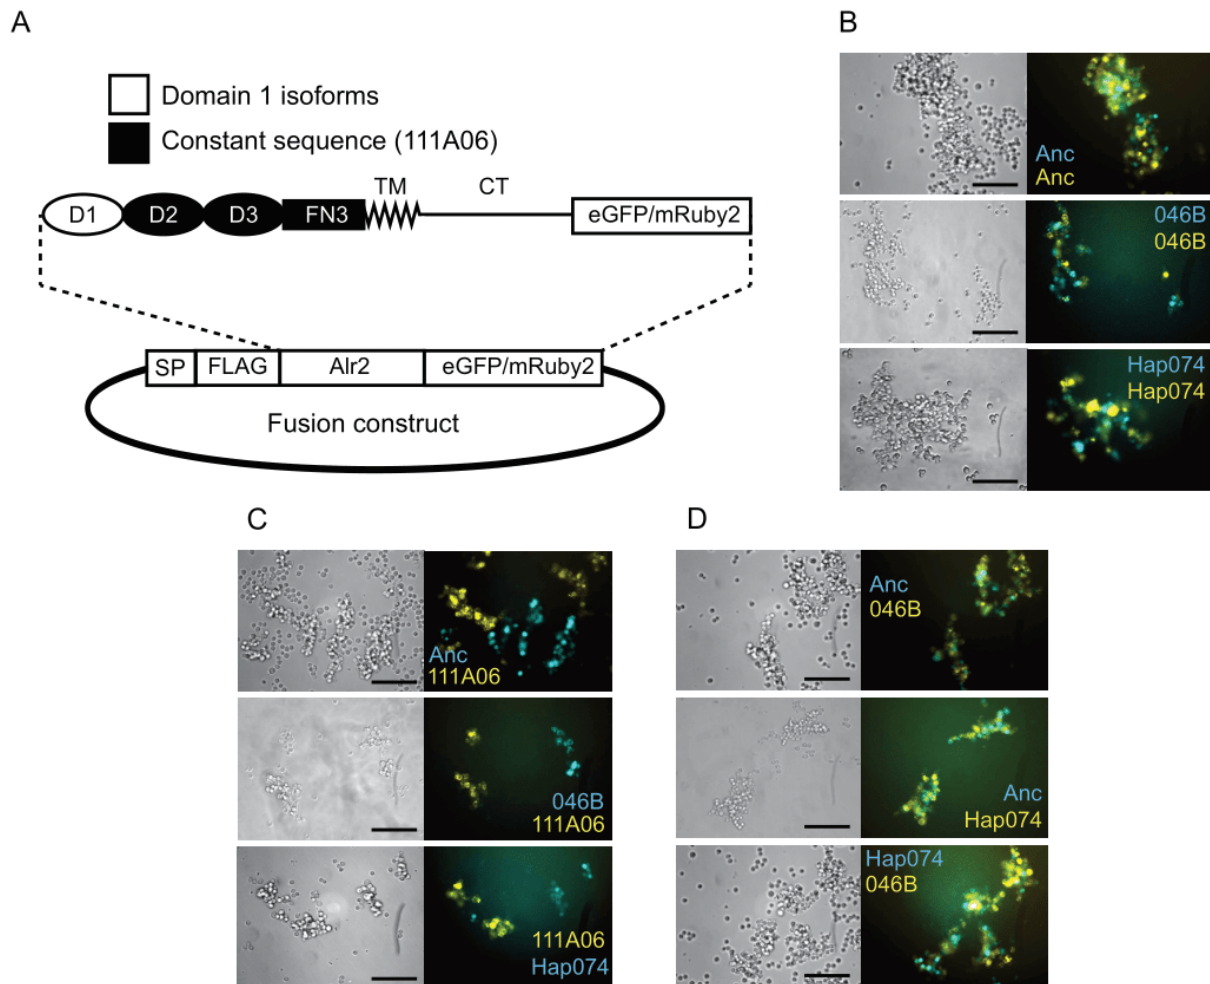 A
Domain 1 isoforms
Constant sequence (111A06)
TM
CT
D1
D2
D3
FN3
eGFP/mRuby2
SP
FLAG
Alr2
eGFP/mRuby2
Fusion construct
B
Anc
Anc
046B
046B
Hap074
Hap074
C
Anc
111A06
046B
111A06
111A06
Hap074
D
Anc
046B
Anc
Hap074
Hap074
046B